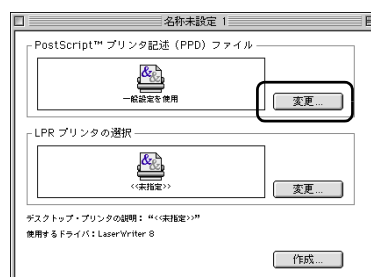 名称未設定 1
PostScript™ プリンタ記述 (PPD) ファイル
一般設定を使用
変更...
LPR プリンタの選択
<<未指定>>
変更...
デスクトップ・プリンタの説明： “<<未指定>>”
使用するドライバ：LaserWriter 8
作成...